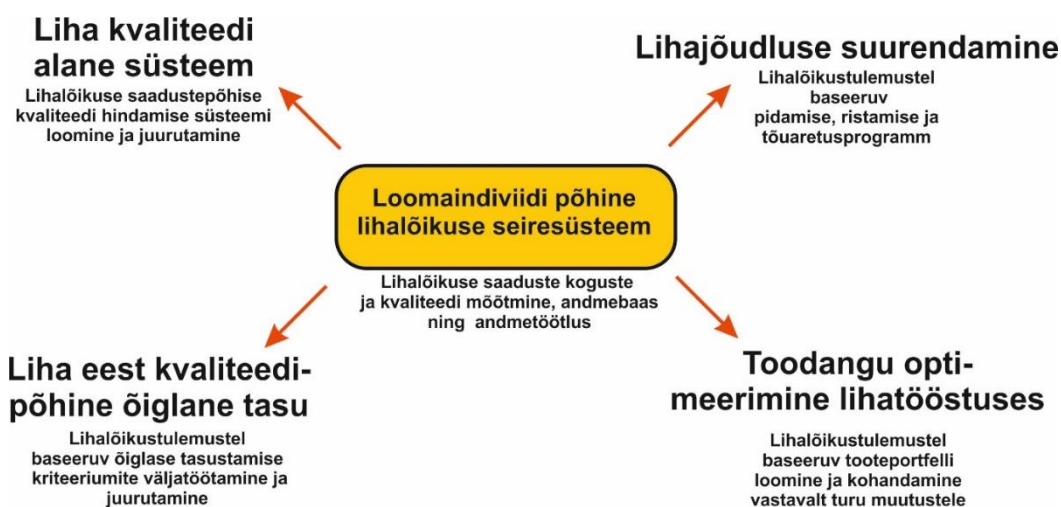 Liha kvaliteedi
alane süsteem
Lihalõikuse saadustepõhise
kvaliteedi hindamise süsteemi
loomine ja juurutamine
Lihajõudluse suurendamine
Lihalõikustulemustel
baseeruv
pidamise, ristamise ja
tõuaretusprogramm
Loomaindiviidi põhine
lihalõikuse seiresüsteem
Lihalõikuse saaduste koguste
ja kvaliteedi mõõtmine, andmebaas
ning andmetöötlus
Liha eest kvaliteedi-
põhine õiglane tasu
Lihalõikustulemustel
baseeruv õiglase tasustamise
kriteeriumite väljatöötamine ja
juurutamine
Toodangu opti-
meerimine lihatööstuses
Lihalõikustulemustel
baseeruv tooteportfelli
loomine ja kohandamine
vastavalt turu muutustele